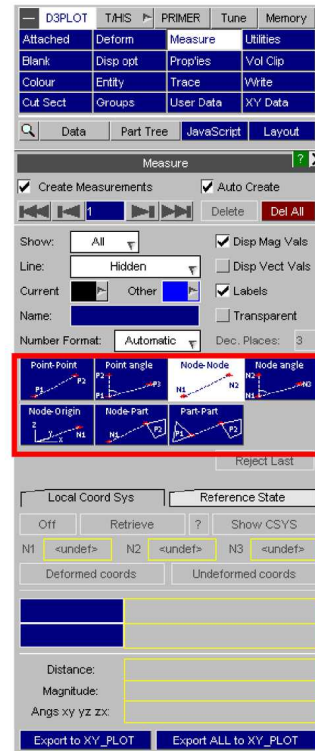 D3PLOT T/HIS PRIMER Tune Memory
Attached Deform Measure Utilities
Blank Disp opt Prop'ies Vol Clip
Colour Entity Trace Write
Cut Sect Groups User Data XY Data
Data Part Tree JavaScript Layout
Measure ? X
Create Measurements Auto Create
1 Delete Del All
Show: All Disp Mag Vals
Line: Hidden Disp Vect Vals
Current Other Labels
Name: Transparent
Number Format: Automatic Dec. Places: 3
Point-Point Point angle Node-Node Node angle
P1 P2 P2 P1 P3 N1 N2 N2 N1 N3
Node-Origin Node-Part Part-Part
Z Y X N1 N1 P2 P1 P2
Reject Last
Local Coord Sys Reference State
Off Retrieve ? Show CSYS
N1 <undef> N2 <undef> N3 <undef>
Deformed coords Undeformed coords
Distance:
Magnitude:
Angs xy yz zx:
Export to XY_PLOT Export ALL to XY_PLOT